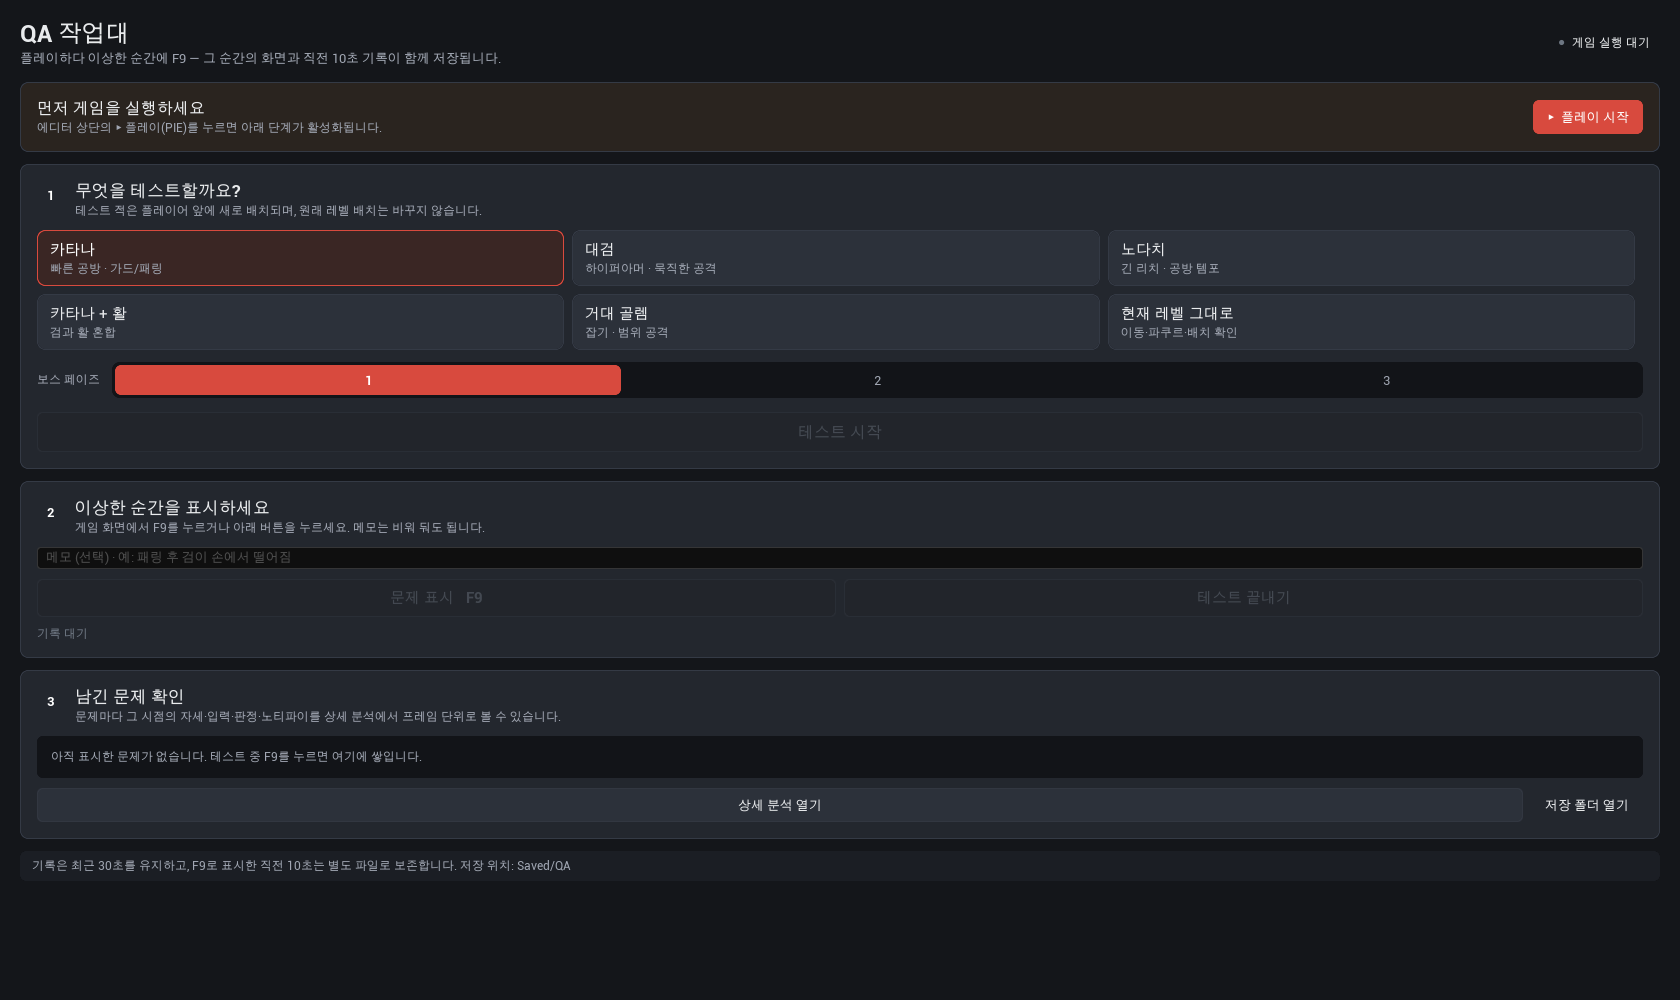 QA 작업대
플레이하다 이상한 순간에 F9 — 그 순간의 화면과 직전 10초 기록이 함께 저장됩니다.
게임 실행 대기
먼저 게임을 실행하세요
에디터 상단의 ▶ 플레이(PIE)를 누르면 아래 단계가 활성화됩니다.
▶ 플레이 시작
1 무엇을 테스트할까요?
테스트 적은 플레이어 앞에 새로 배치되며, 원래 레벨 배치는 바꾸지 않습니다.
카타나
빠른 공방 · 가드/패링
대검
하이퍼아머 · 묵직한 공격
노다치
긴 리치 · 공방 템포
카타나 + 활
검과 활 혼합
거대 골렘
잡기 · 범위 공격
현재 레벨 그대로
이동·파쿠르·배치 확인
보스 페이즈 1 2 3
테스트 시작
2 이상한 순간을 표시하세요
게임 화면에서 F9를 누르거나 아래 버튼을 누르세요. 메모는 비워 둬도 됩니다.
메모 (선택) · 예: 패링 후 검이 손에서 떨어짐
문제 표시 F9
테스트 끝내기
기록 대기
3 남긴 문제 확인
문제마다 그 시점의 자세·입력·판정·노티파이를 상세 분석에서 프레임 단위로 볼 수 있습니다.
아직 표시한 문제가 없습니다. 테스트 중 F9를 누르면 여기에 쌓입니다.
상세 분석 열기
저장 폴더 열기
기록은 최근 30초를 유지하고, F9로 표시한 직전 10초는 별도 파일로 보존합니다. 저장 위치: Saved/QA